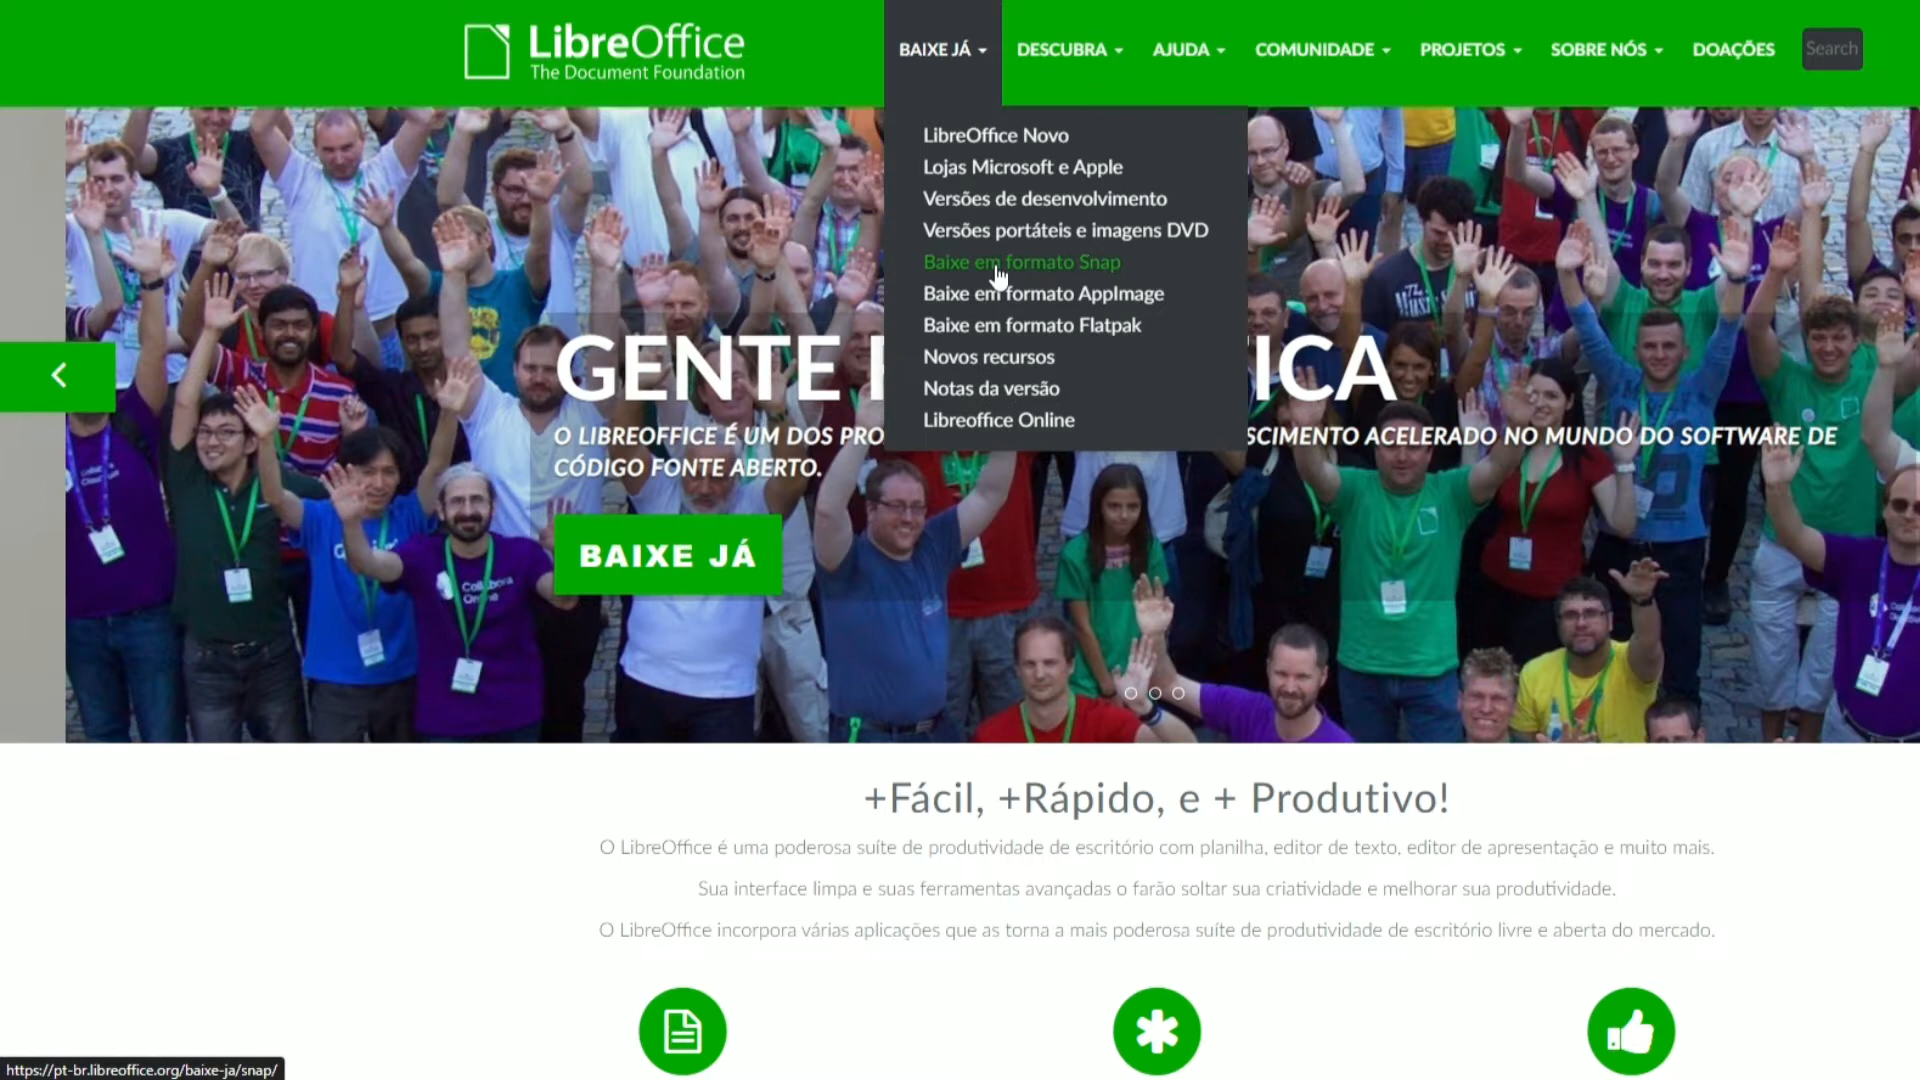 LibreOffice
The Document Foundation
BAIXE JÁ
DESCUBRA
AJUDA
COMUNIDADE
PROJETOS
SOBRE NÓS
DOAÇÕES
Search
LibreOffice Novo
Lojas Microsoft e Apple
Versões de desenvolvimento
Versões portáteis e imagens DVD
Baixe em formato Snap
Baixe em formato AppImage
Baixe em formato Flatpak
Novos recursos
Notas da versão
Libreoffice Online
GENTE
ICA
O LIBREOFFICE É UM DOS PRO SCIMENTO ACELERADO NO MUNDO DO SOFTWARE DE
CÓDIGO FONTE ABERTO.
BAIXE JÁ
+Fácil, +Rápido, e + Produtivo!
O LibreOffice é uma poderosa suíte de produtividade de escritório com planilha, editor de texto, editor de apresentação e muito mais.
Sua interface limpa e suas ferramentas avançadas o farão soltar sua criatividade e melhorar sua produtividade.
O LibreOffice incorpora várias aplicações que as torna a mais poderosa suíte de produtividade de escritório livre e aberta do mercado.
https://pt-br.libreoffice.org/baixe-ja/snap/